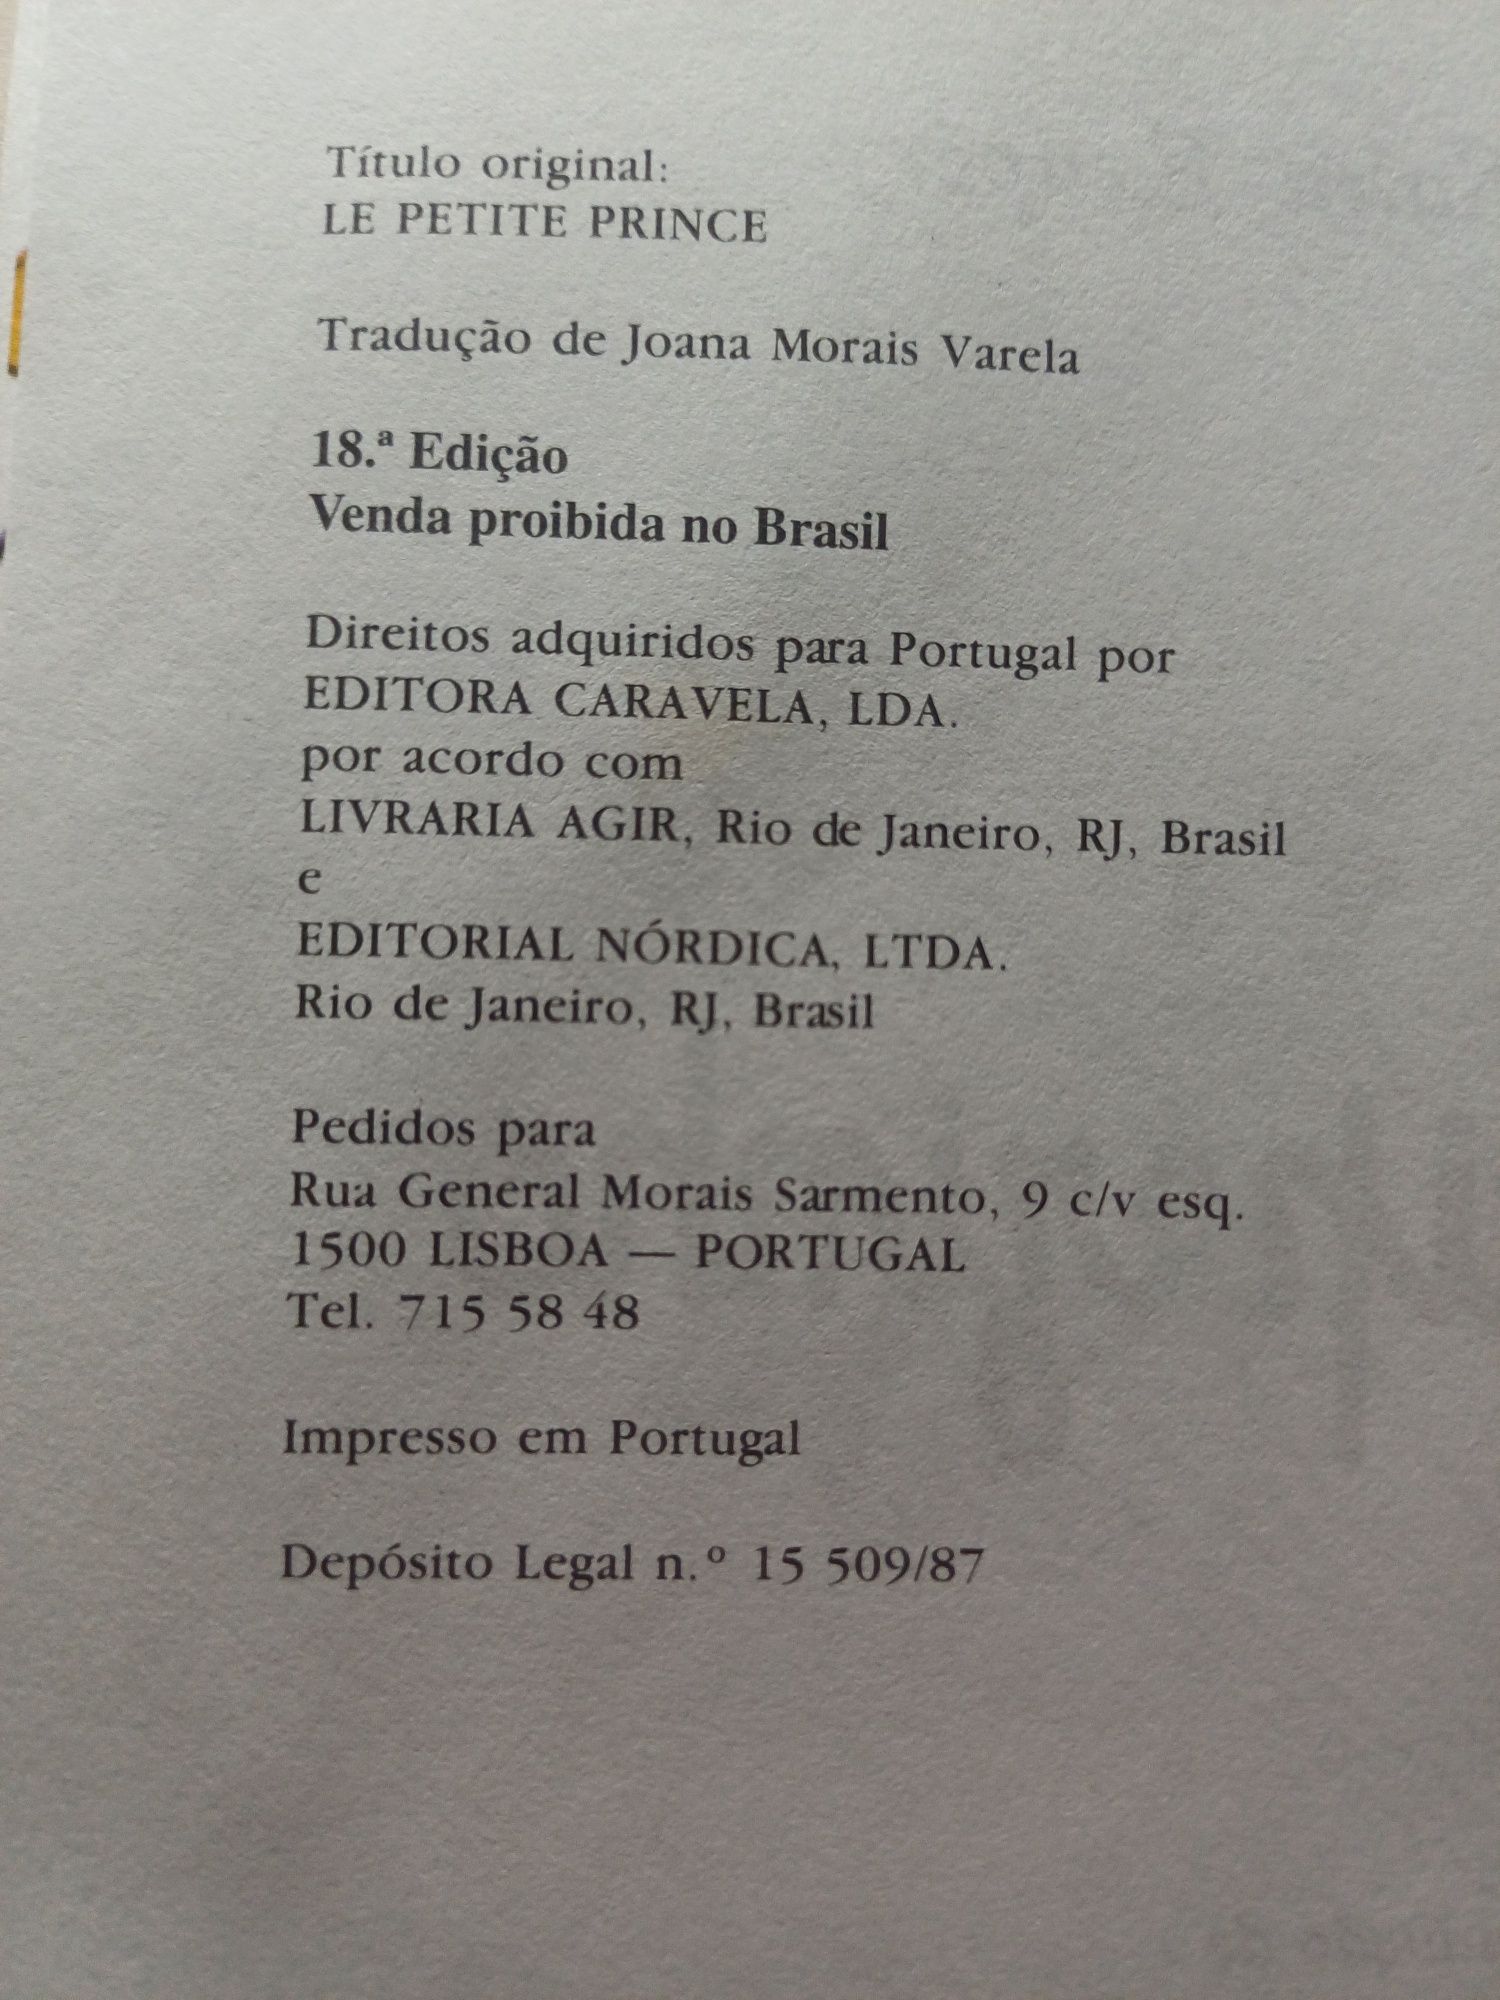 Título original:
LE PETITE PRINCE
Tradução de Joana Morais Varela
18.ª Edição
Venda proibida no Brasil
Direitos adquiridos para Portugal por
EDITORA CARAVELA, LDA.
por acordo com
LIVRARIA AGIR, Rio de Janeiro, RJ, Brasil
e
EDITORIAL NÓRDICA, LTDA.
Rio de Janeiro, RJ, Brasil
Pedidos para
Rua General Morais Sarmento, 9 c/v esq.
1500 LISBOA — PORTUGAL
Tel. 715 58 48
Impresso em Portugal
Depósito Legal n.º 15 509/87